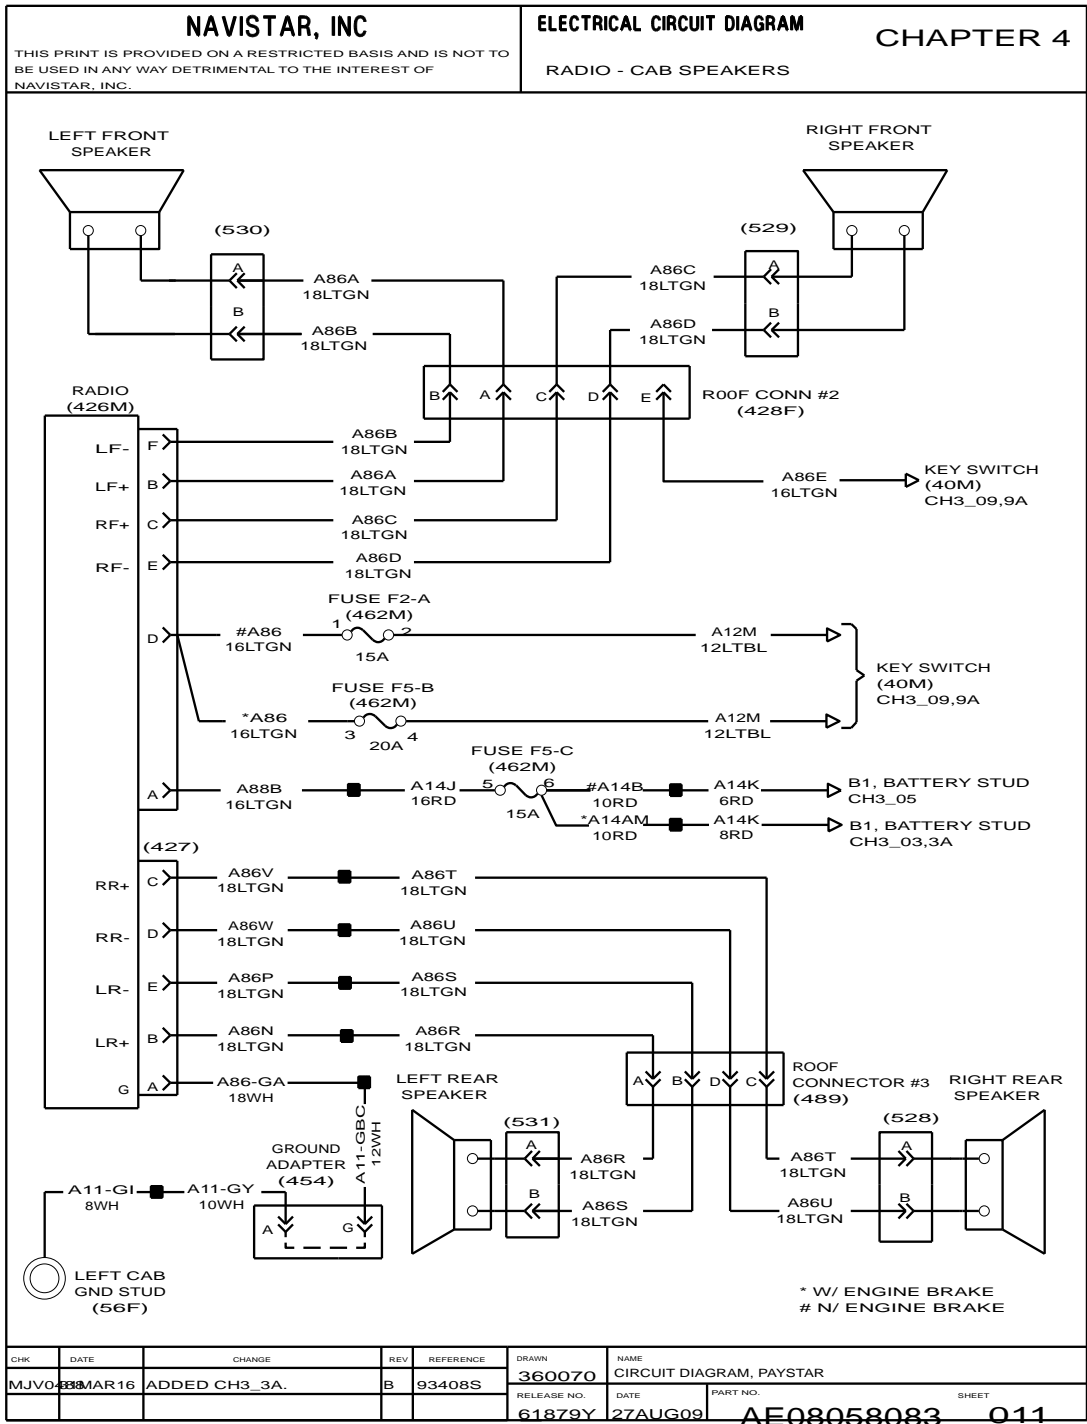 NAVISTAR, INC
THIS PRINT IS PROVIDED ON A RESTRICTED BASIS AND IS NOT TO
BE USED IN ANY WAY DETRIMENTAL TO THE INTEREST OF
NAVISTAR, INC.
ELECTRICAL CIRCUIT DIAGRAM
RADIO - CAB SPEAKERS
CHAPTER 4
LEFT FRONT
SPEAKER
RIGHT FRONT
SPEAKER
(530)
(529)
A
A86A
18LTGN
B
A86B
18LTGN
A86C
18LTGN
A
A86D
18LTGN
B
B
A
C
D
E
R00F CONN #2
(428F)
RADIO
(426M)
LF-
F
A86B
18LTGN
LF+
B
A86A
18LTGN
RF+
C
A86C
18LTGN
RF-
E
A86D
18LTGN
A86E
16LTGN
KEY SWITCH
(40M)
CH3_09,9A
FUSE F2-A
(462M)
D
#A86
16LTGN
1
2
15A
A12M
12LTBL
FUSE F5-B
(462M)
*A86
16LTGN
3
4
20A
A12M
12LTBL
KEY SWITCH
(40M)
CH3_09,9A
FUSE F5-C
(462M)
A
A88B
16LTGN
A14J
16RD
5
6
15A
#A14B
10RD
A14K
6RD
B1, BATTERY STUD
CH3_05
*A14AM
10RD
A14K
8RD
B1, BATTERY STUD
CH3_03,3A
(427)
RR+
C
A86V
18LTGN
A86T
18LTGN
RR-
D
A86W
18LTGN
A86U
18LTGN
LR-
E
A86P
18LTGN
A86S
18LTGN
LR+
B
A86N
18LTGN
A86R
18LTGN
G
A
A86-GA
18WH
A11-GBC
12WH
LEFT REAR
SPEAKER
A
B
D
C
ROOF
CONNECTOR #3
(489)
RIGHT REAR
SPEAKER
(531)
(528)
A
A86R
18LTGN
B
A86S
18LTGN
A86T
18LTGN
A
A86U
18LTGN
B
GROUND
ADAPTER
(454)
A11-GI
8WH
A11-GY
10WH
A
G
LEFT CAB
GND STUD
(56F)
* W/ ENGINE BRAKE
# N/ ENGINE BRAKE
CHK
DATE
CHANGE
REV
REFERENCE
DRAWN
NAME
MAR16
ADDED CH3_3A.
B
93408S
360070
CIRCUIT DIAGRAM, PAYSTAR
RELEASE NO.
DATE
PART NO.
SHEET
61879Y
27AUG09
AE08058083
011